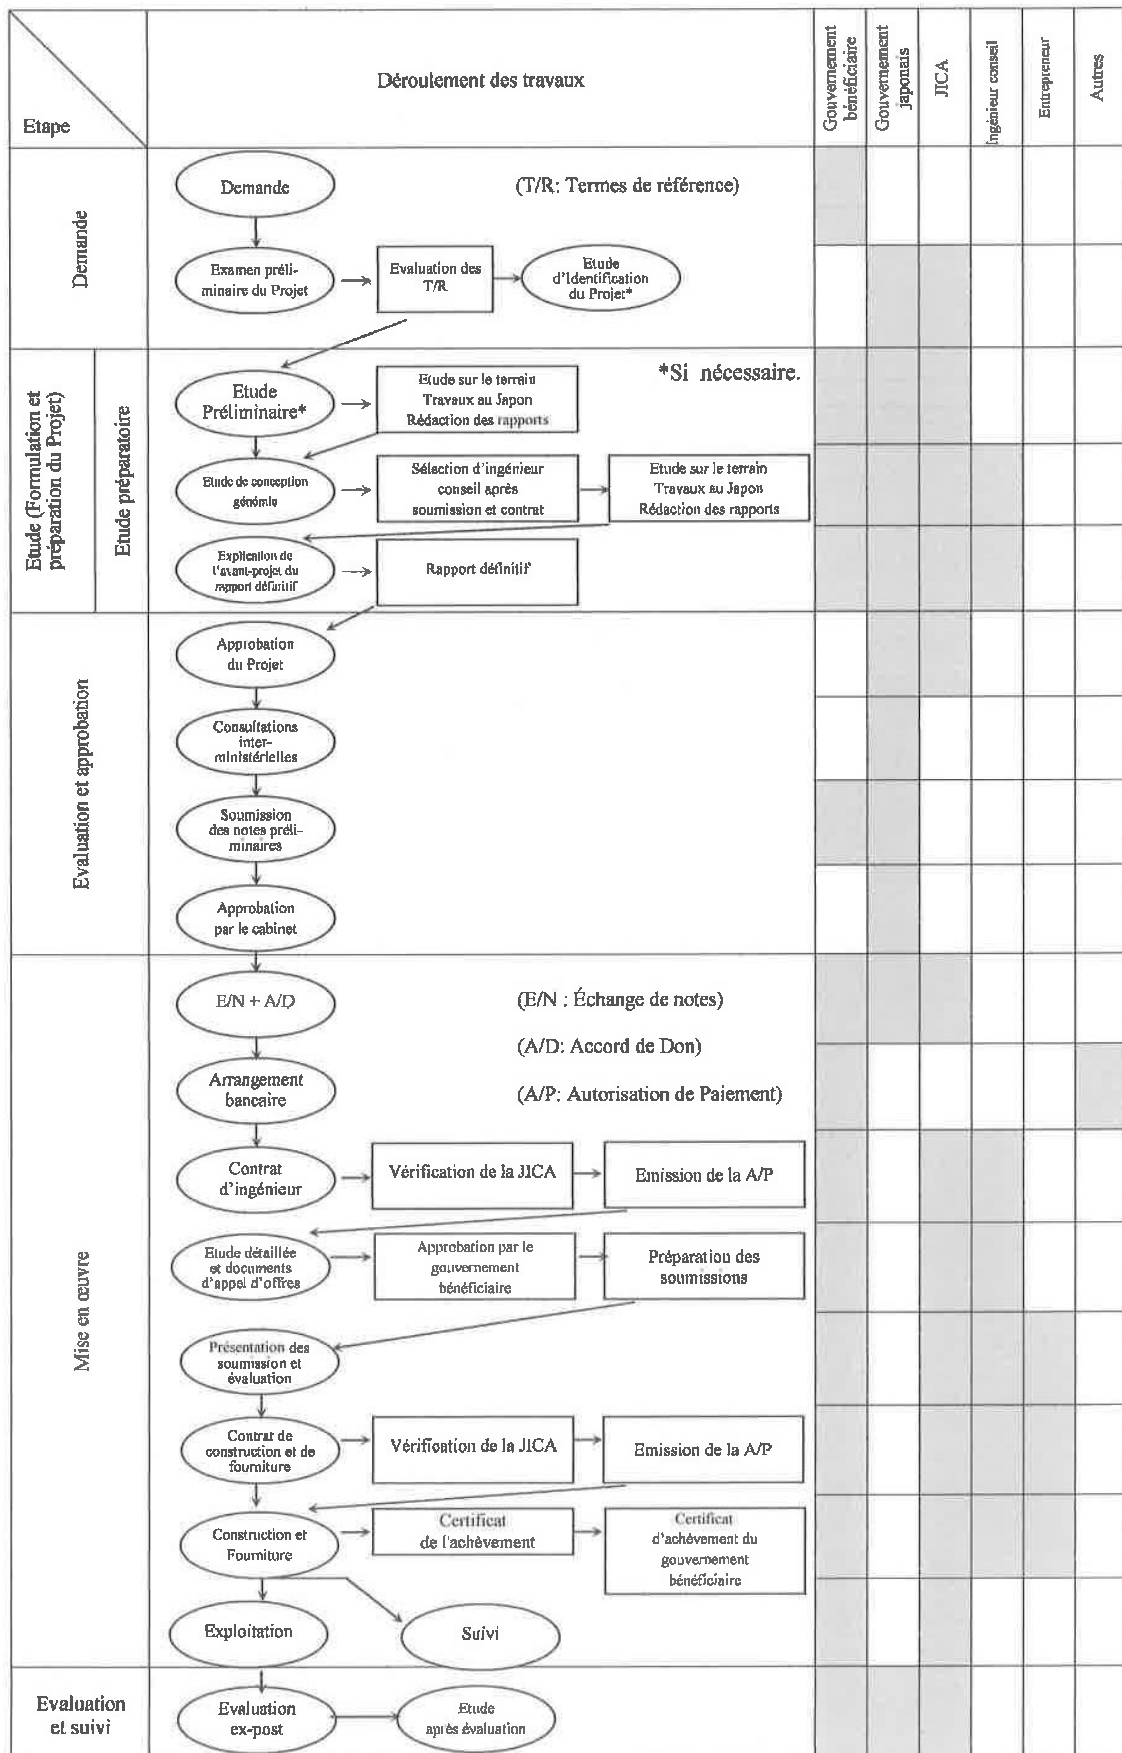 Etape
Déroulement des travaux
Gouvernement
bénéficiaire
Gouvernement
japonais
JICA
Ingénieur conseil
Entrepreneur
Autres
Demande
Demande
(T/R: Termes de référence)
Examen préli-
minaire du Projet
Evaluation des
T/R
Etude
d'Identification
du Projet*
Etude (Formulation et
préparation du Projet)
Etude préparatoire
*Si nécessaire.
Etude
Préliminaire*
Etude sur le terrain
Travaux au Japon
Rédaction des rapports
Etude de conception
générale
Sélection d'ingénieur
conseil après
soumission et contrat
Etude sur le terrain
Travaux au Japon
Rédaction des rapports
Explication de
l'avant-projet du
rapport définitif
Rapport définitif
Evaluation et approbation
Approbation
du Projet
Consultations
inter-
ministérielles
Soumission
des notes préli-
minaires
Approbation
par le cabinet
Mise en œuvre
E/N + A/D
(E/N : Échange de notes)
(A/D: Accord de Don)
Arrangement
bancaire
(A/P: Autorisation de Paiement)
Contrat
d'ingénieur
Vérification de la JICA
Emission de la A/P
Etude détaillée
et documents
d'appel d'offres
Approbation par le
gouvernement
bénéficiaire
Préparation des
soumissions
Présentation des
soumission et
évaluation
Contrat de
construction et de
fourniture
Vérification de la JICA
Emission de la A/P
Construction et
Fourniture
Certificat
de l'achèvement
Certificat
d'achèvement du
gouvernement
bénéficiaire
Exploitation
Suivi
Evaluation
et suivi
Evaluation
ex-post
Etude
après évaluation